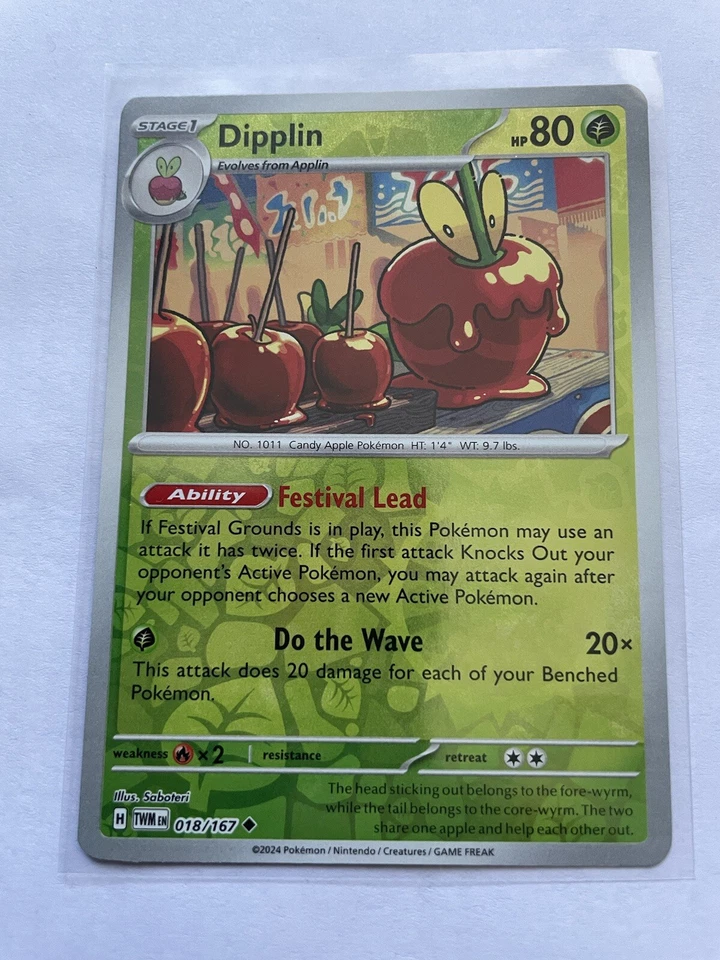 STAGE1
Dipplin
HP 80
Evolves from Applin
NO. 1011 Candy Apple Pokémon HT: 1'4" WT: 9.7 lbs.
Ability Festival Lead
If Festival Grounds is in play, this Pokémon may use an
attack it has twice. If the first attack Knocks Out your
opponent's Active Pokémon, you may attack again after
your opponent chooses a new Active Pokémon.
Do the Wave 20×
This attack does 20 damage for each of your Benched
Pokémon.
weakness ×2 resistance retreat
Illus. Saboteri
H TWM EN 018/167
The head sticking out belongs to the fore-wyrm,
while the tail belongs to the core-wyrm. The two
share one apple and help each other out.
©2024 Pokémon / Nintendo / Creatures / GAME FREAK